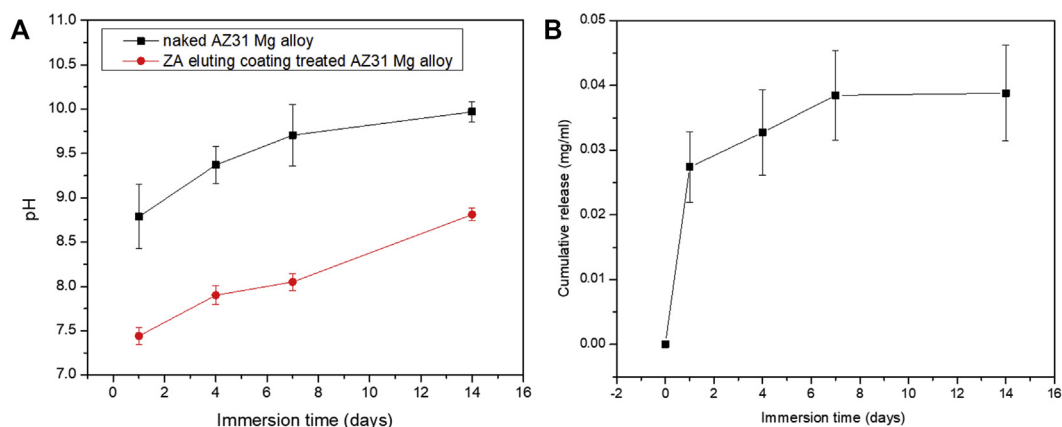 A
11.0
10.5
10.0
9.5
9.0
8.5
8.0
7.5
7.0
pH
naked AZ31 Mg alloy
ZA eluting coating treated AZ31 Mg alloy
0 2 4 6 8 10 12 14 16
Immersion time (days)
B
0.05
0.04
0.03
0.02
0.01
0.00
Cumulative release (mg/ml)
-2 0 2 4 6 8 10 12 14 16
Immersion time (days)